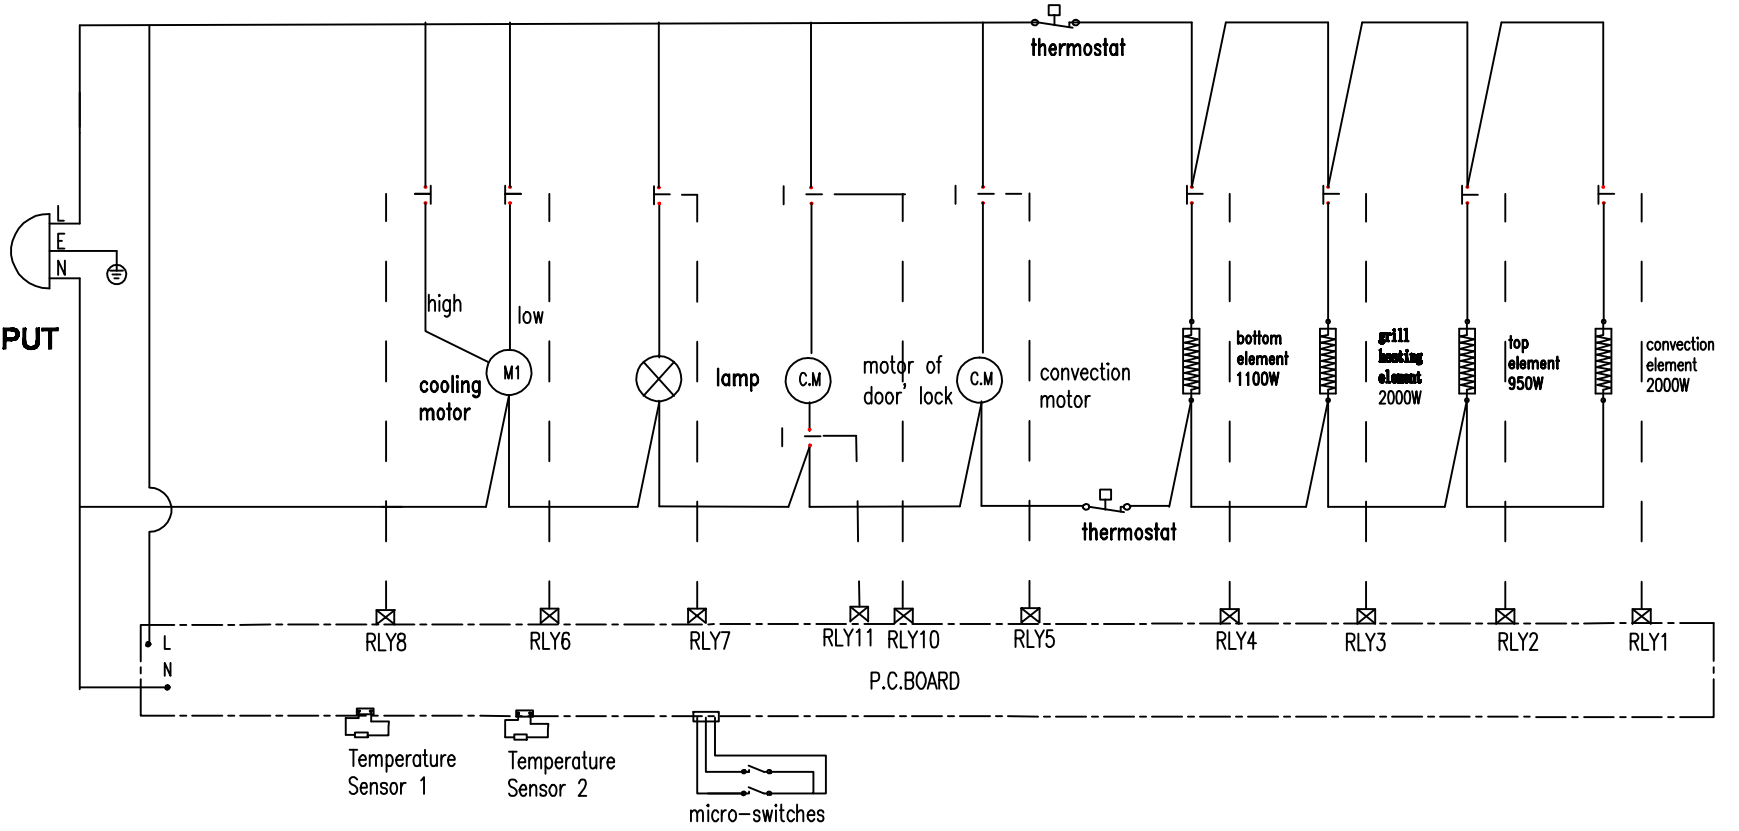 thermostat
L
E
N
PUT
high
low
M1
cooling
motor
lamp
C.M
motor of
door, lock
C.M
convection
motor
bottom
element
1100W
grill
heating
element
2000W
top
element
950W
convection
element
2000W
thermostat
RLY8
RLY6
RLY7
RLY11
RLY10
RLY5
RLY4
RLY3
RLY2
RLY1
L
N
P.C.BOARD
Temperature
Sensor 1
Temperature
Sensor 2
micro-switches